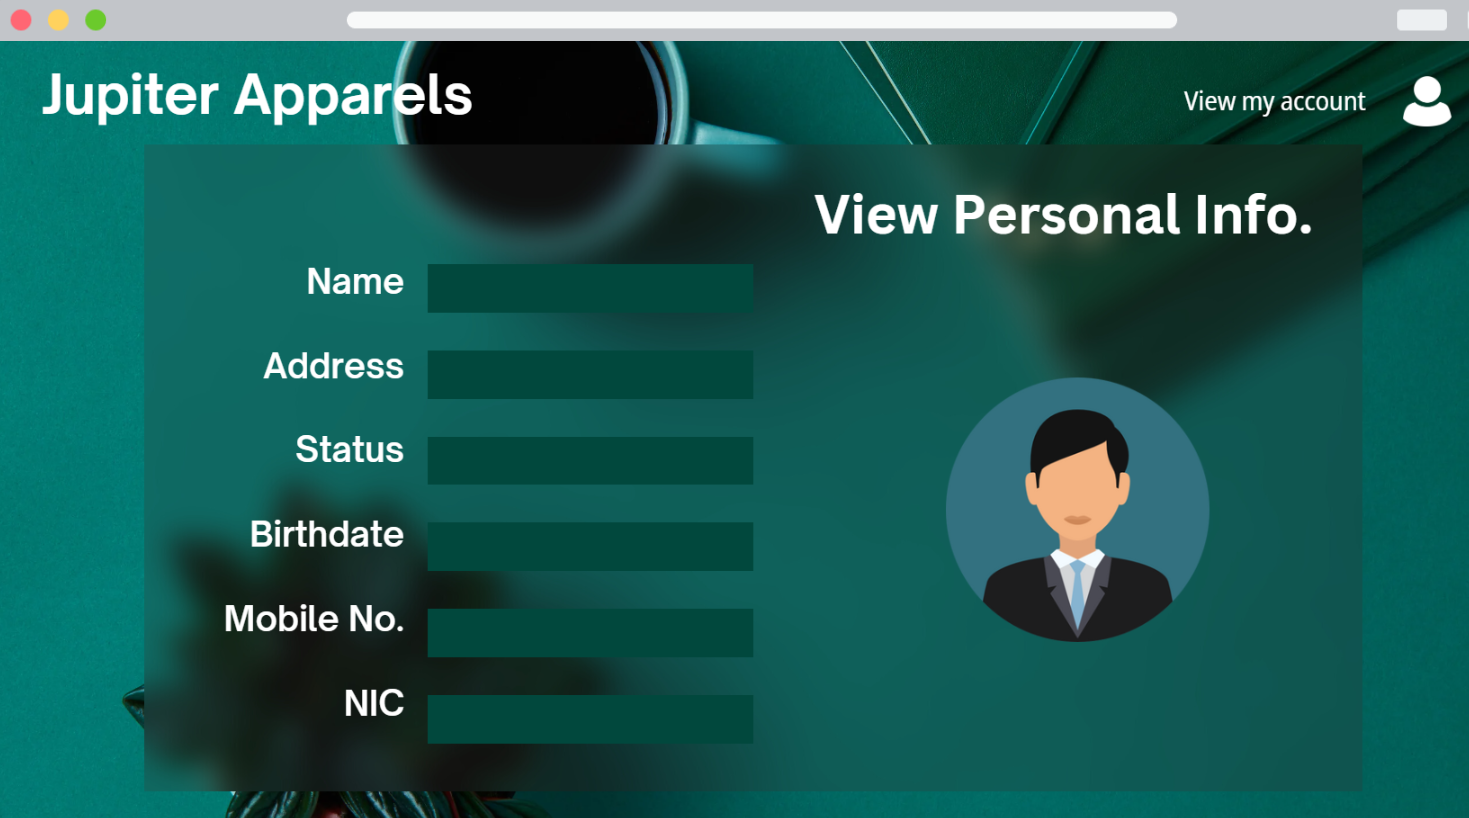 Jupiter Apparels
View my account
View Personal Info.
Name
Address
Status
Birthdate
Mobile No.
NIC